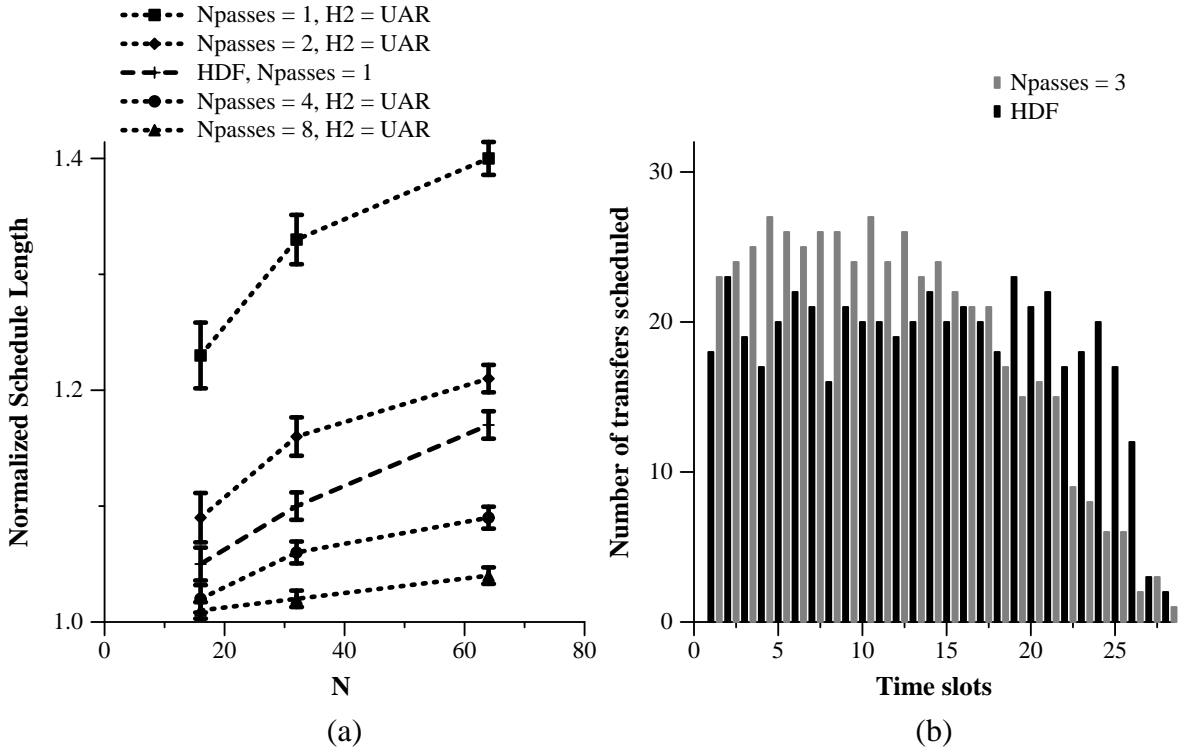 Npasses = 1, H2 = UAR
Npasses = 2, H2 = UAR
HDF, Npasses = 1
Npasses = 4, H2 = UAR
Npasses = 8, H2 = UAR
1.4
1.2
1.0
Normalized Schedule Length
0 20 40 60 80
N
(a)
Npasses = 3
HDF
30
20
10
0
Number of transfers scheduled
0 5 10 15 20 25
Time slots
(b)